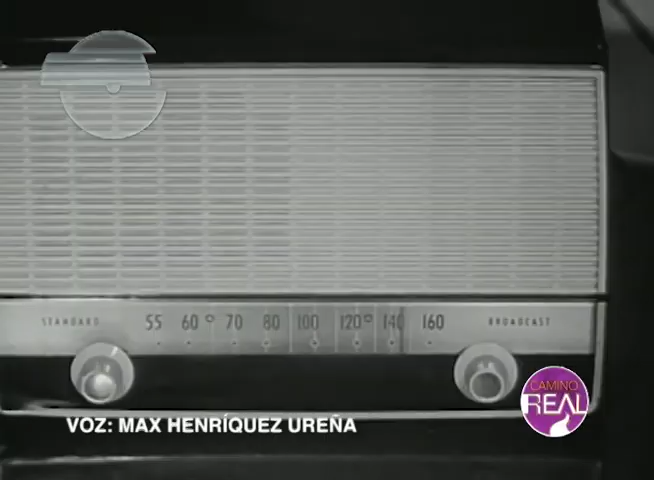 STANDARD 55 60 70 80 100 120 140 160 BROADCAST
CAMINO
REAL
VOZ: MAX HENRÍQUEZ UREÑA